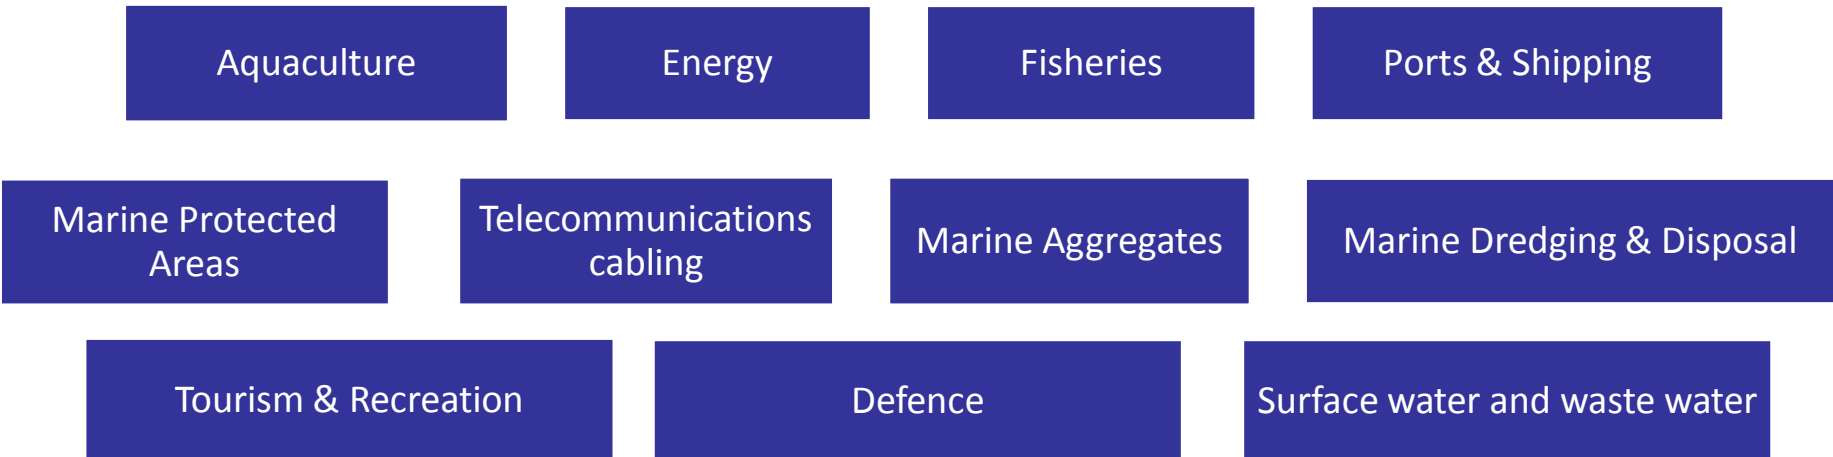 Aquaculture
Energy
Fisheries
Ports & Shipping
Marine Protected
Areas
Telecommunications
cabling
Marine Aggregates
Marine Dredging & Disposal
Tourism & Recreation
Defence
Surface water and waste water